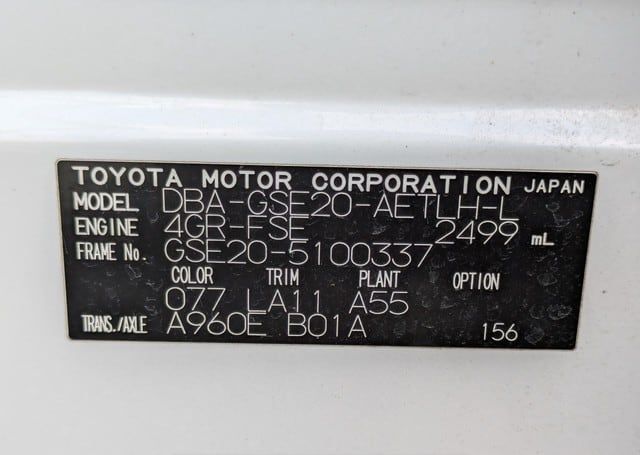 TOYOTA MOTOR CORPORATION JAPAN
MODEL DBA-GSE20-AETLH-L
ENGINE 4GR-FSE 2499 mL
FRAME No. GSE20-5100337
COLOR TRIM PLANT OPTION
077 LA11 A55
TRANS./AXLE A960E B01A 156